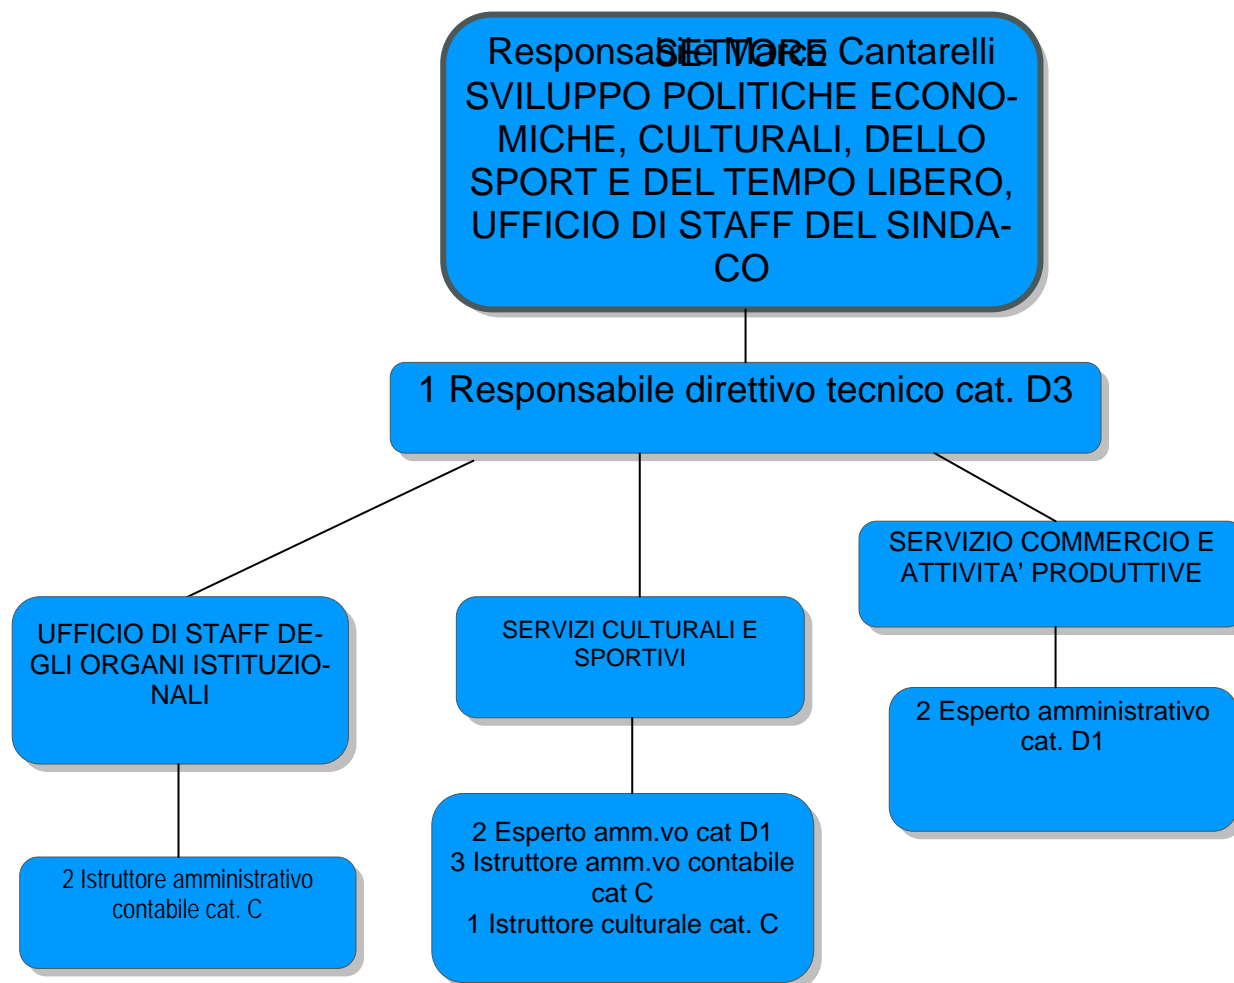 SETTORE
Responsabile Marco Cantarelli
SVILUPPO POLITICHE ECONO-
MICHE, CULTURALI, DELLO
SPORT E DEL TEMPO LIBERO,
UFFICIO DI STAFF DEL SINDA-
CO
1 Responsabile direttivo tecnico cat. D3
SERVIZIO COMMERCIO E
ATTIVITA’ PRODUTTIVE
UFFICIO DI STAFF DE-
GLI ORGANI ISTITUZIO-
NALI
SERVIZI CULTURALI E
SPORTIVI
2 Esperto amministrativo
cat. D1
2 Esperto amm.vo cat D1
3 Istruttore amm.vo contabile
cat C
1 Istruttore culturale cat. C
2 Istruttore amministrativo
contabile cat. C